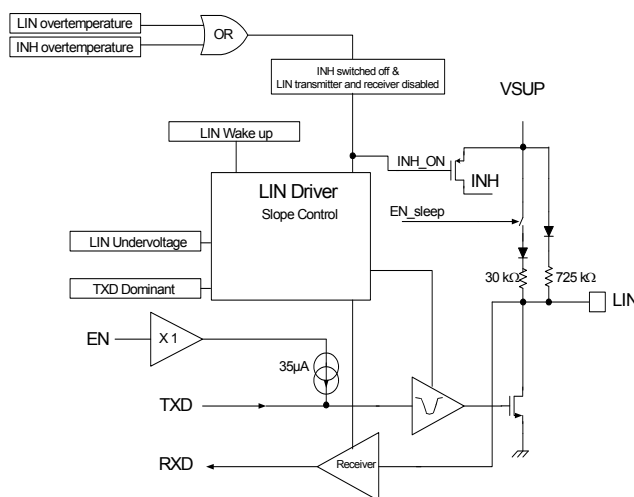 LIN overtemperature
INH overtemperature
OR
INH switched off &
LIN transmitter and receiver disabled
VSUP
LIN Wake up
INH_ON
INH
LIN Driver
Slope Control
EN_sleep
LIN Undervoltage
TXD Dominant
30 kΩ
725 kΩ
LIN
EN
X 1
35µA
TXD
RXD
Receiver